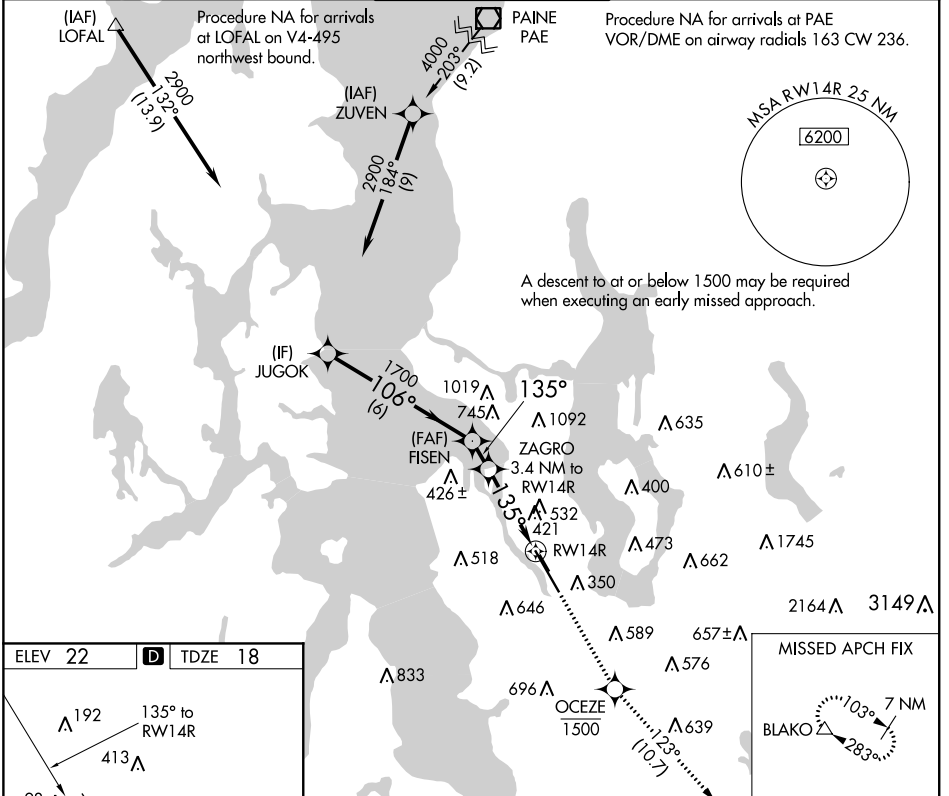 (IAF)
LOFAL
Procedure NA for arrivals
at LOFAL on V4-495
northwest bound.
PAINE
PAE
Procedure NA for arrivals at PAE
VOR/DME on airway radials 163 CW 236.
2900
132°
(13.9)
4000
203°
(9.2)
(IAF)
ZUVEN
2900
184°
(9)
MSA RW14R 25 NM
6200
A descent to at or below 1500 may be required
when executing an early missed approach.
(IF)
JUGOK
1700
106°
(6)
1019
745
135°
1092
635
(FAF)
FISEN
ZAGRO
3.4 NM to
RW14R
426 ±
135°
400
610 ±
532
421
RW14R
518
473
662
1745
350
646
2164
3149
589
657±
576
833
696
OCEZE
1500
639
123°
(10.7)
ELEV 22
D
TDZE 18
192
135° to
RW14R
413
MISSED APCH FIX
BLAKO
103°
7 NM
283°